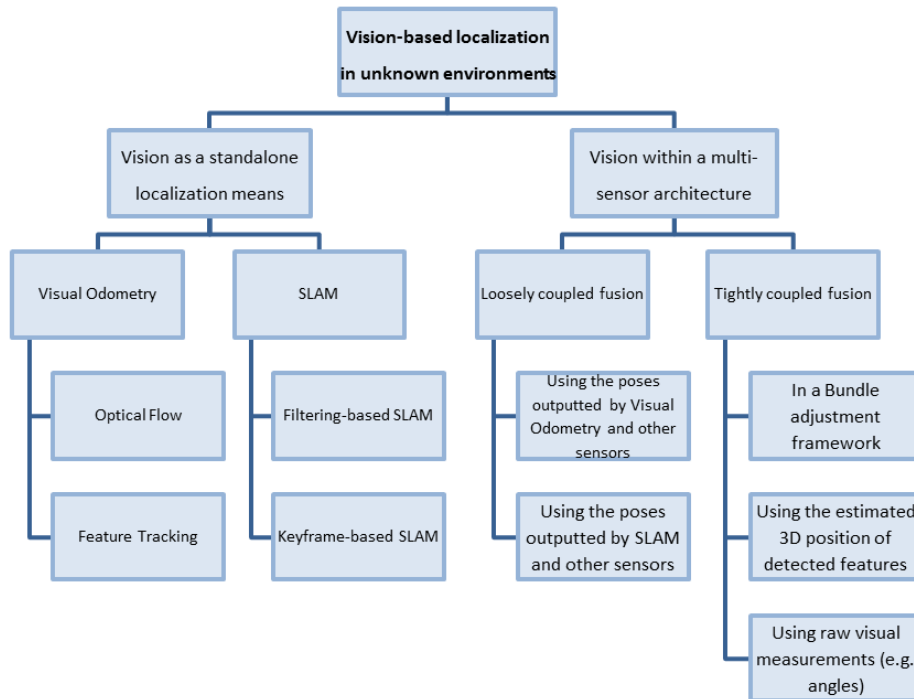 Vision-based localization
in unknown environments
Vision as a standalone
localization means
Vision within a multi-
sensor architecture
Visual Odometry
SLAM
Loosely coupled fusion
Tightly coupled fusion
Optical Flow
Filtering-based SLAM
Using the poses
outputted by Visual
Odometry and other
sensors
In a Bundle
adjustment
framework
Feature Tracking
Keyframe-based SLAM
Using the poses
outputted by SLAM
and other sensors
Using the estimated
3D position of
detected features
Using raw visual
measurements (e.g.
angles)